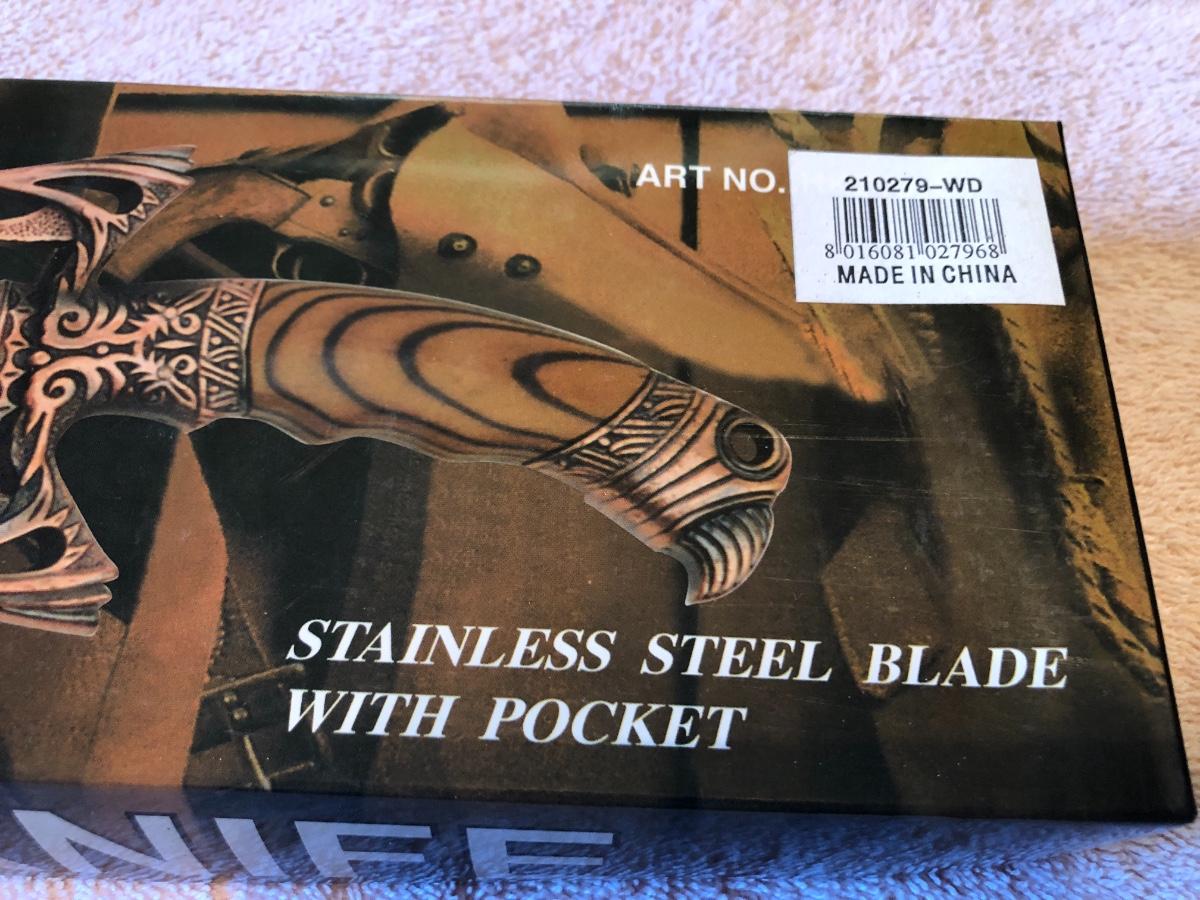 ART NO.
210279-WD
8 016081 027968
MADE IN CHINA
STAINLESS STEEL BLADE
WITH POCKET